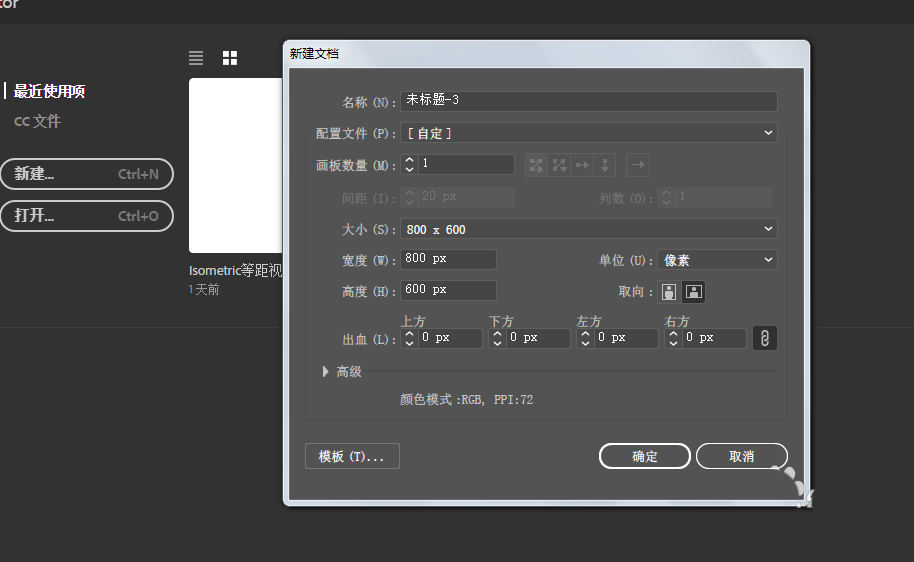 tor
新建文档
最近使用项
CC 文件
新建... Ctrl+N
打开... Ctrl+O
Isometric等距视
1 天前
名称 (N): 未标题-3
配置文件 (P): [ 自定 ]
画板数量 (M): 1
间距 (I): 20 px 列数 (O): 1
大小 (S): 800 x 600
宽度 (W): 800 px 单位 (U): 像素
高度 (H): 600 px 取向 :
上方 下方 左方 右方
出血 (L): 0 px 0 px 0 px 0 px
高级
颜色模式 :RGB, PPI:72
模板 (T)... 确定 取消